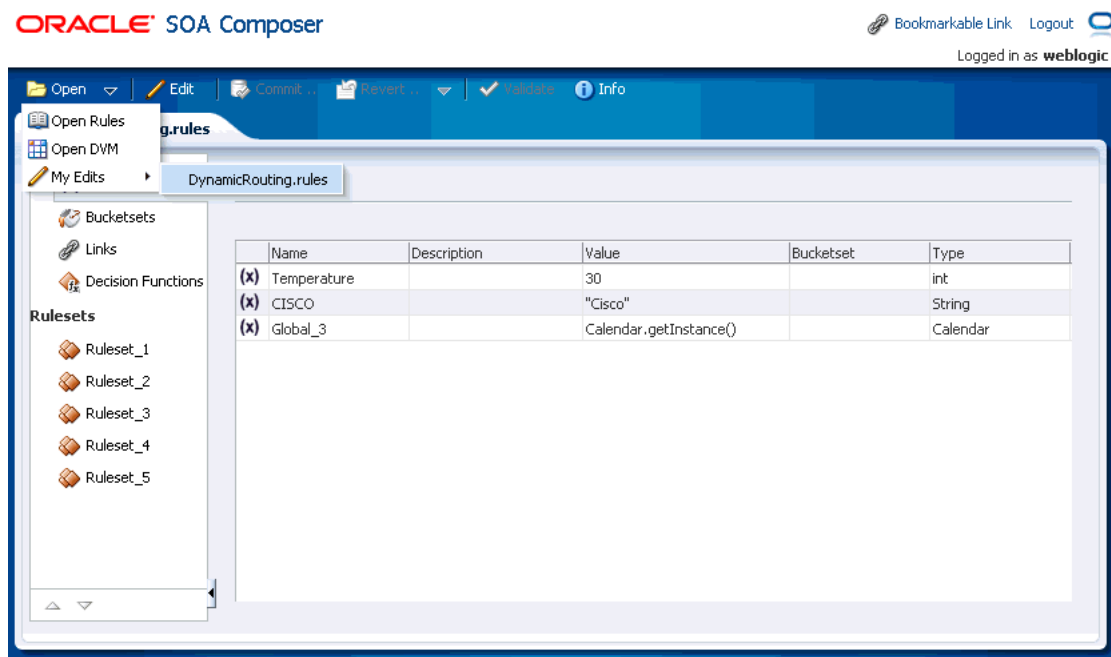 ORACLE SOA Composer
Bookmarkable Link Logout
Logged in as weblogic
Open Edit Commit .. Revert .. Validate Info
Open Rules
g.rules
Open DVM
My Edits
DynamicRouting.rules
Bucketsets
Links
Decision Functions
Rulesets
Ruleset_1
Ruleset_2
Ruleset_3
Ruleset_4
Ruleset_5
Name Description Value Bucketset Type
(x) Temperature 30 int
(x) CISCO "Cisco" String
(x) Global_3 Calendar.getInstance() Calendar